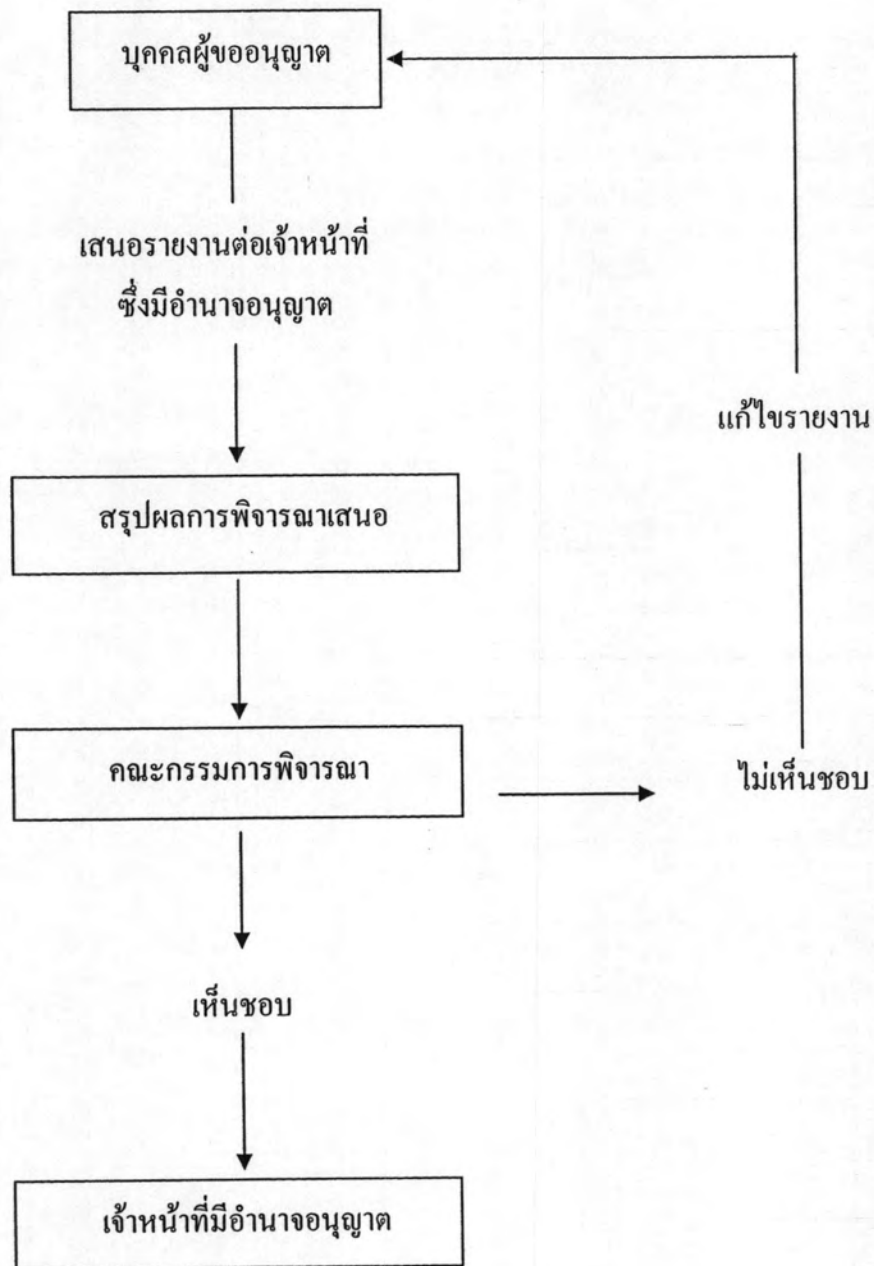 บุคคลผู้ขออนุญาต
เสนอรายงานต่อเจ้าหน้าที่
ซึ่งมีอำนาจอนุญาต
แก้ไขรายงาน
สรุปผลการพิจารณาเสนอ
คณะกรรมการพิจารณา
ไม่เห็นชอบ
เห็นชอบ
เจ้าหน้าที่มีอำนาจอนุญาต